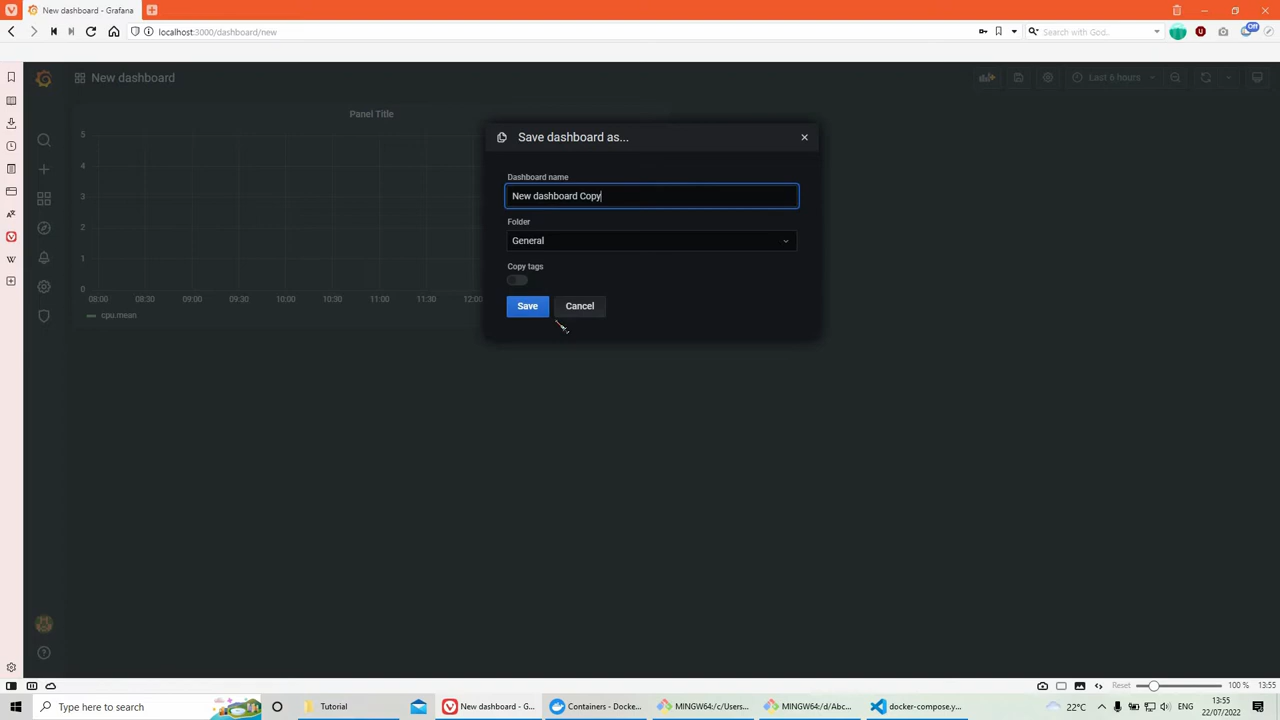 New dashboard - Grafana
localhost:3000/dashboard/new
Search with God..
Off
New dashboard
Last 6 hours
Panel Title
5
4
3
2
1
0
08:00 08:30 09:00 09:30 10:00 10:30 11:00 11:30 12:00
cpu.mean
Save dashboard as...
Dashboard name
New dashboard Copy
Folder
General
Copy tags
Save
Cancel
Reset
100 %
13:55
Type here to search
Tutorial
New dashboard - G...
Containers - Docke...
MINGW64:/c/Users...
MINGW64:/d/Abc...
docker-compose.y...
22°C
ENG
13:55
22/07/2022